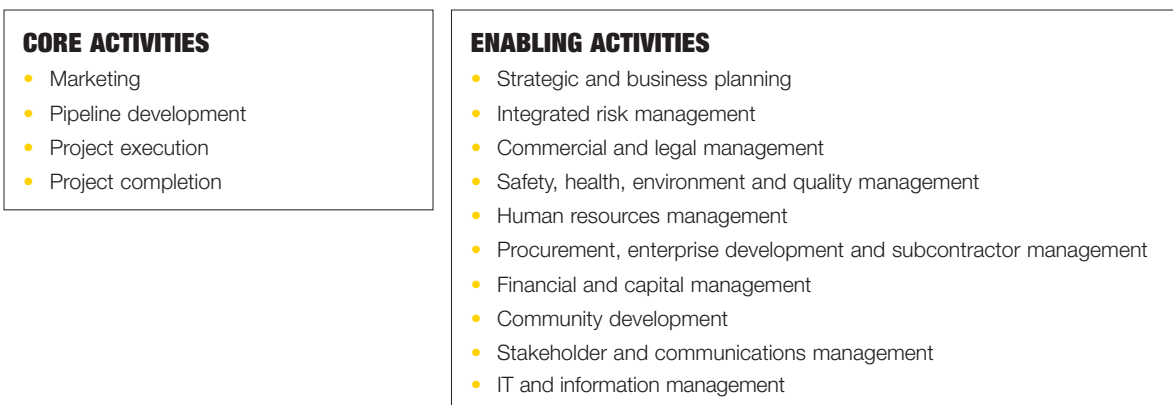 CORE ACTIVITIES
• Marketing
• Pipeline development
• Project execution
• Project completion
ENABLING ACTIVITIES
• Strategic and business planning
• Integrated risk management
• Commercial and legal management
• Safety, health, environment and quality management
• Human resources management
• Procurement, enterprise development and subcontractor management
• Financial and capital management
• Community development
• Stakeholder and communications management
• IT and information management